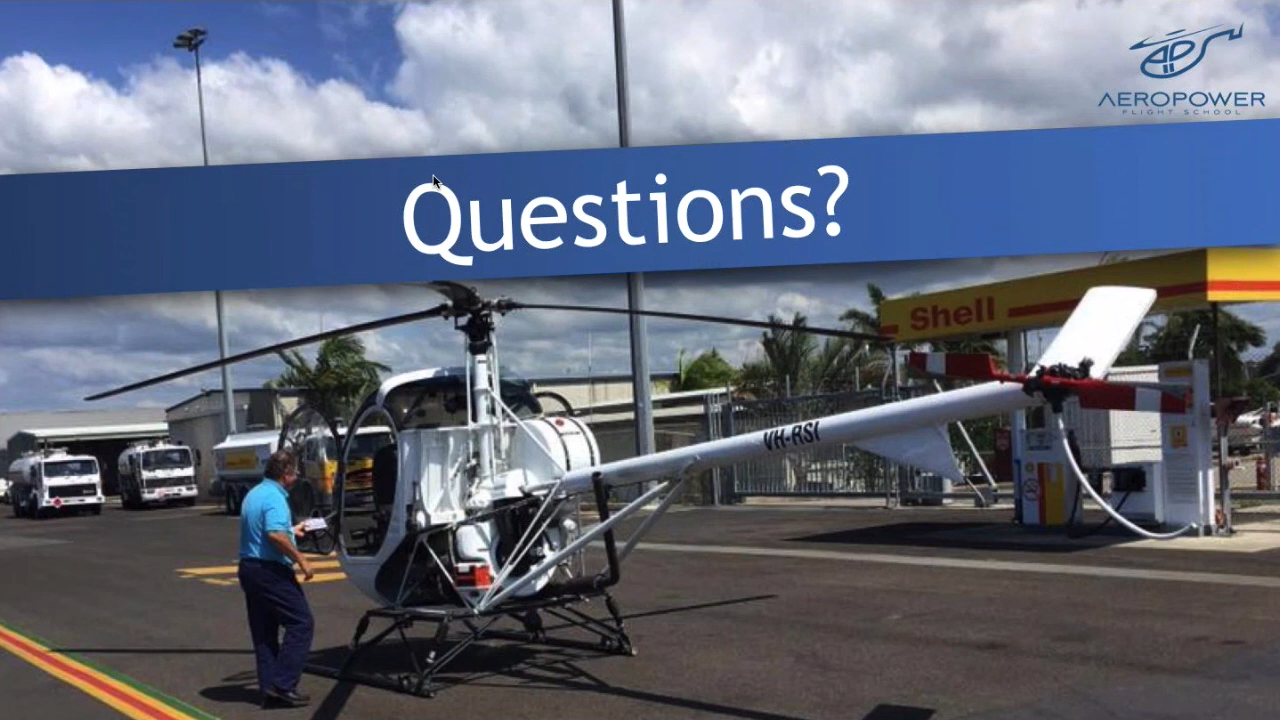 AEROPOWER
FLIGHT SCHOOL
Questions?
Shell
VH-RSI